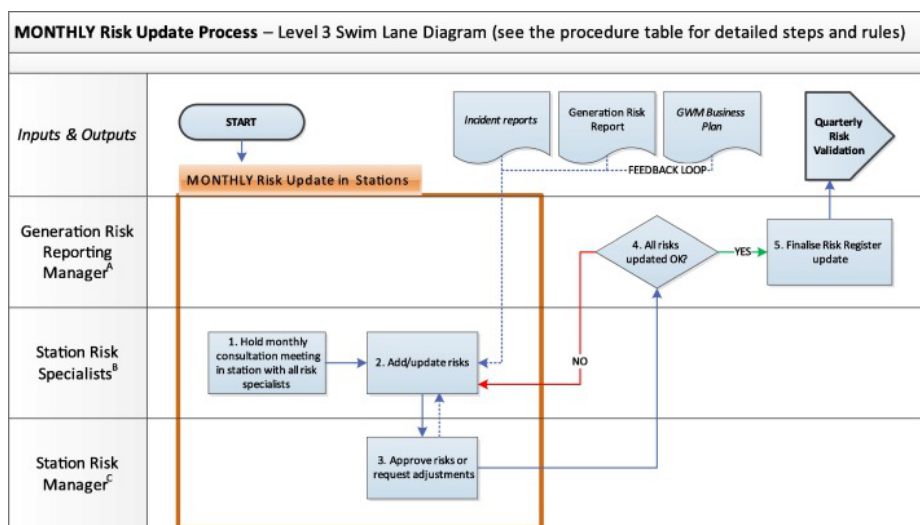 MONTHLY Risk Update Process – Level 3 Swim Lane Diagram (see the procedure table for detailed steps and rules)
Inputs & Outputs
START
Incident reports
Generation Risk
Report
GWM Business
Plan
Quarterly
Risk
Validation
FEEDBACK LOOP
MONTHLY Risk Update in Stations
Generation Risk
Reporting
Manager^A
4. All risks
updated OK?
YES
5. Finalise Risk Register
update
Station Risk
Specialists^B
1. Hold monthly
consultation meeting
in station with all risk
specialists
2. Add/update risks
NO
Station Risk
Manager^C
3. Approve risks or
request adjustments